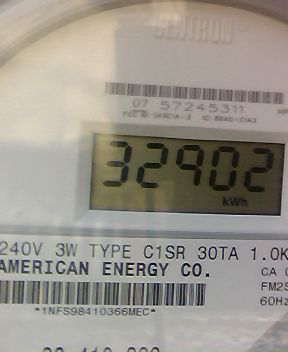 CENTRON®
07 57245311
32902
kWh
240V 3W TYPE C1SR 30TA 1.0K
AMERICAN ENERGY CO.
CA
FM2S
60Hz
*1NFS98410366MEC*